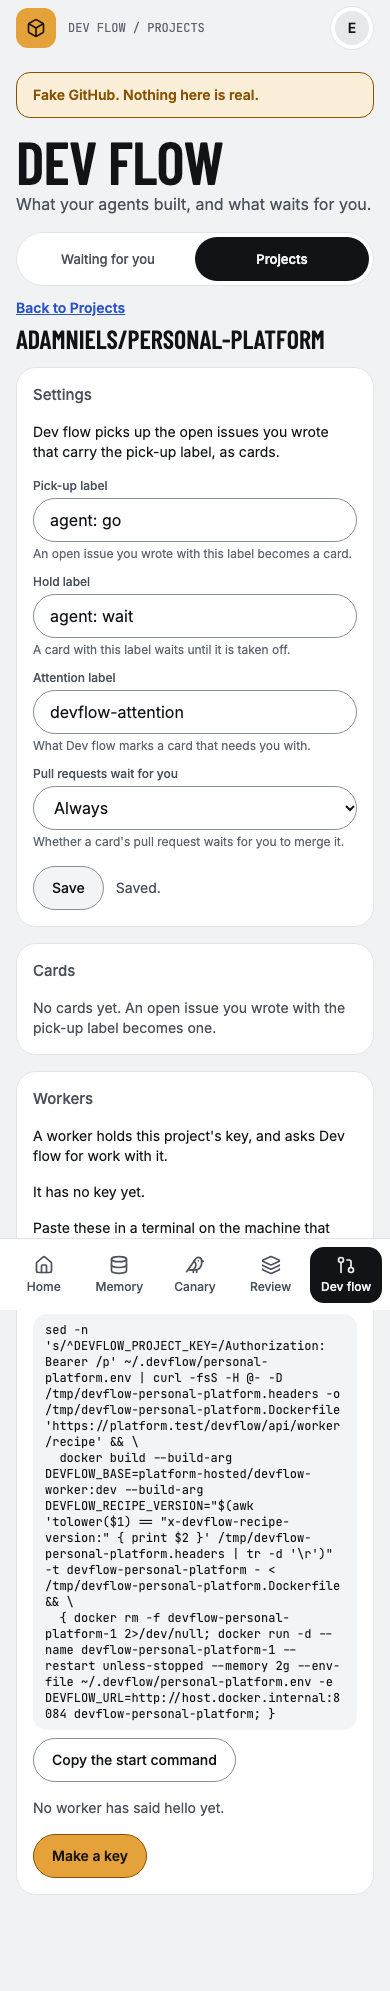 DEV FLOW / PROJECTS
E
Fake GitHub. Nothing here is real.
DEV FLOW
What your agents built, and what waits for you.
Waiting for you
Projects
Back to Projects
ADAMNIELS/PERSONAL-PLATFORM
Settings
Dev flow picks up the open issues you wrote
that carry the pick-up label, as cards.
Pick-up label
agent: go
An open issue you wrote with this label becomes a card.
Hold label
agent: wait
A card with this label waits until it is taken off.
Attention label
devflow-attention
What Dev flow marks a card that needs you with.
Pull requests wait for you
Always
Whether a card's pull request waits for you to merge it.
Save
Saved.
Cards
No cards yet. An open issue you wrote with the
pick-up label becomes one.
Workers
A worker holds this project's key, and asks Dev
flow for work with it.
It has no key yet.
Paste these in a terminal on the machine that
Home
Memory
Canary
Review
Dev flow
sed -n
's/^DEVFLOW_PROJECT_KEY=/Authorization:
Bearer /p' ~/.devflow/personal-
platform.env | curl -fsS -H @- -D
/tmp/devflow-personal-platform.headers -o
/tmp/devflow-personal-platform.Dockerfile
'https://platform.test/devflow/api/worker
/recipe' && \
docker build --build-arg
DEVFLOW_BASE=platform-hosted/devflow-
worker:dev --build-arg
DEVFLOW_RECIPE_VERSION="$(awk
'tolower($1) == "x-devflow-recipe-
version:" { print $2 }' /tmp/devflow-
personal-platform.headers | tr -d '\r')"
-t devflow-personal-platform - <
/tmp/devflow-personal-platform.Dockerfile
&& \
{ docker rm -f devflow-personal-
platform-1 2>/dev/null; docker run -d --
name devflow-personal-platform-1 --
restart unless-stopped --memory 2g --env-
file ~/.devflow/personal-platform.env -e
DEVFLOW_URL=http://host.docker.internal:8
084 devflow-personal-platform; }
Copy the start command
No worker has said hello yet.
Make a key